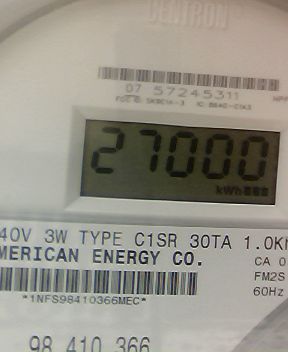 CENTRON
07 57245311
27000
kWh
40V 3W TYPE C1SR 30TA 1.0Kh
MERICAN ENERGY CO.
CA 0
FM2S
*1NFS98410366MEC*
60Hz
98 410 366